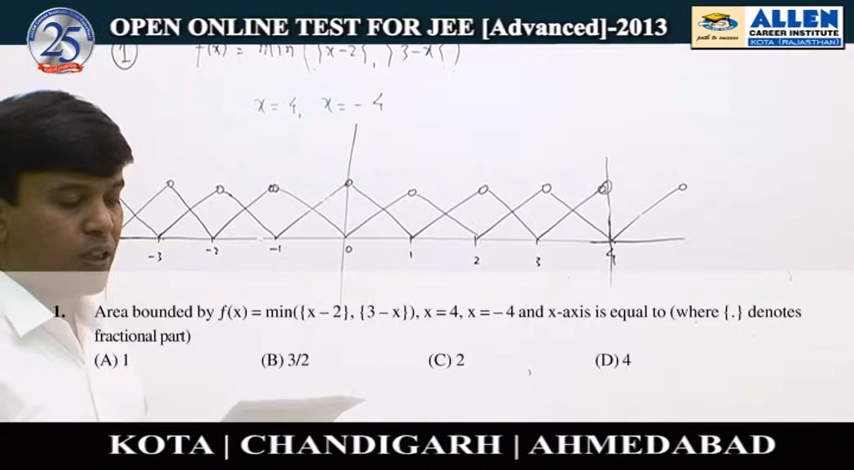 25
OPEN ONLINE TEST FOR JEE [Advanced]-2013
path to success
ALLEN
CAREER INSTITUTE
KOTA (RAJASTHAN)
1
f(x) = min ({x-2}, {3-x})
x = 4, x = - 4
-3 -2 -1 0 1 2 3 4
1. Area bounded by f(x) = min({x – 2}, {3 – x}), x = 4, x = – 4 and x-axis is equal to (where {.} denotes
fractional part)
(A) 1 (B) 3/2 (C) 2 (D) 4
KOTA | CHANDIGARH | AHMEDABAD